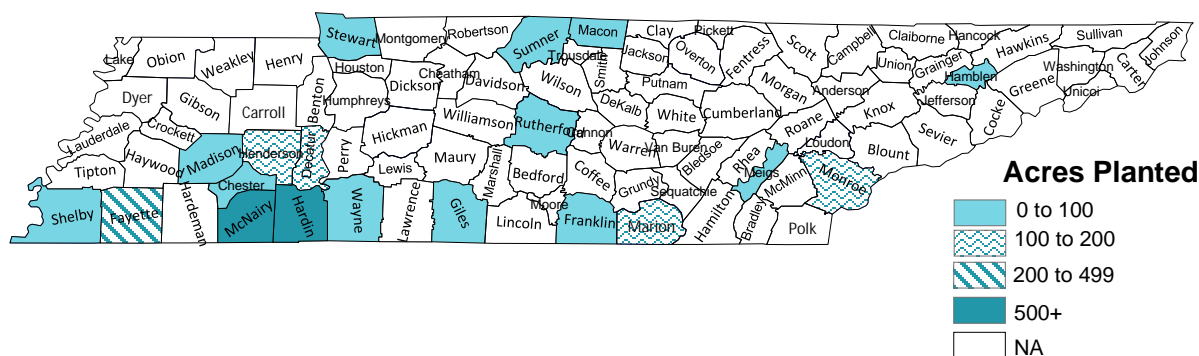 Lake
Obion
Weakley
Henry
Stewart
Montgomery
Robertson
Sumner
Macon
Trousdale
Clay
Pickett
Jackson
Overton
Fentress
Scott
Campbell
Claiborne
Hancock
Hawkins
Sullivan
Johnson
Carter
Washington
Unicoi
Greene
Union
Grainger
Hamblen
Jefferson
Cocke
Sevier
Knox
Anderson
Morgan
Roane
Loudon
Blount
Monroe
Cumberland
Putnam
White
DeKalb
Smith
Wilson
Davidson
Cheatham
Dickson
Houston
Humphreys
Benton
Carroll
Gibson
Dyer
Crockett
Lauderdale
Haywood
Tipton
Madison
Henderson
Decatur
Perry
Hickman
Lewis
Maury
Williamson
Rutherford
Cannon
Warren
Van Buren
Bledsoe
Rhea
Meigs
McMinn
Sequatchie
Grundy
Coffee
Bedford
Marshall
Moore
Chester
Shelby
Fayette
Hardeman
McNairy
Hardin
Wayne
Lawrence
Giles
Lincoln
Franklin
Marion
Hamilton
Bradley
Polk
Acres Planted
0 to 100
100 to 200
200 to 499
500+
NA